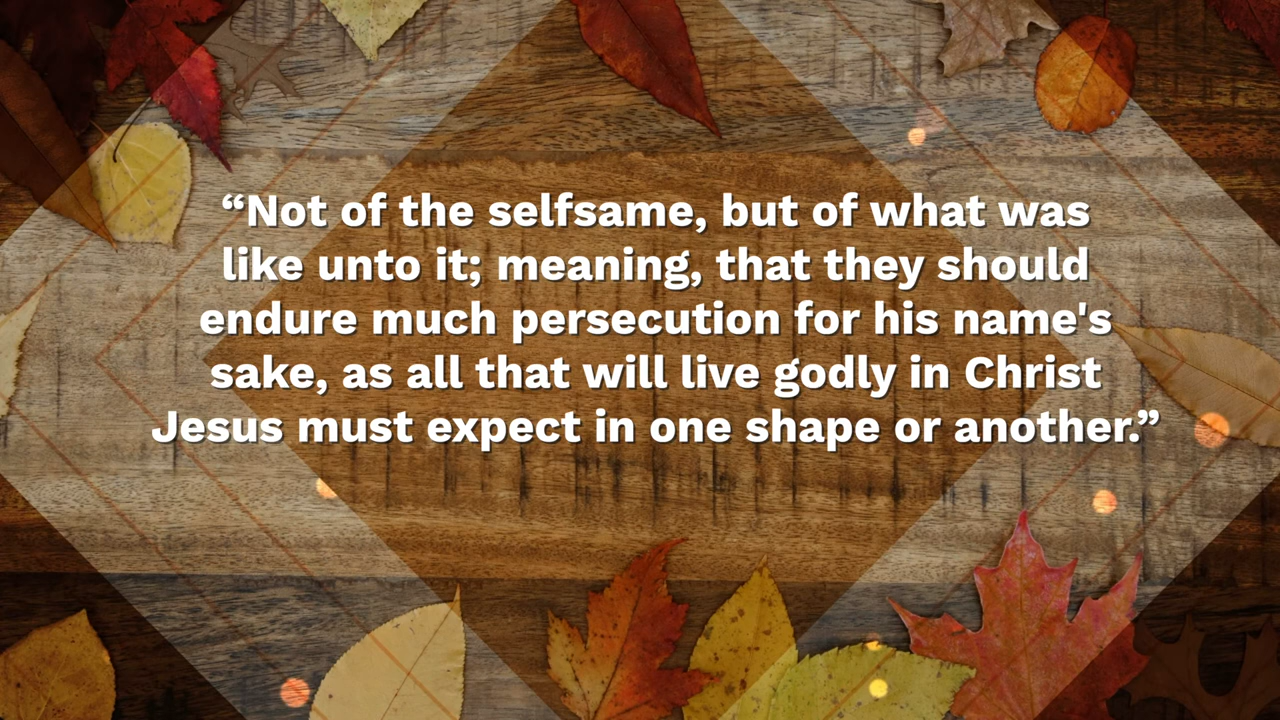 “Not of the selfsame, but of what was
like unto it; meaning, that they should
endure much persecution for his name's
sake, as all that will live godly in Christ
Jesus must expect in one shape or another.”